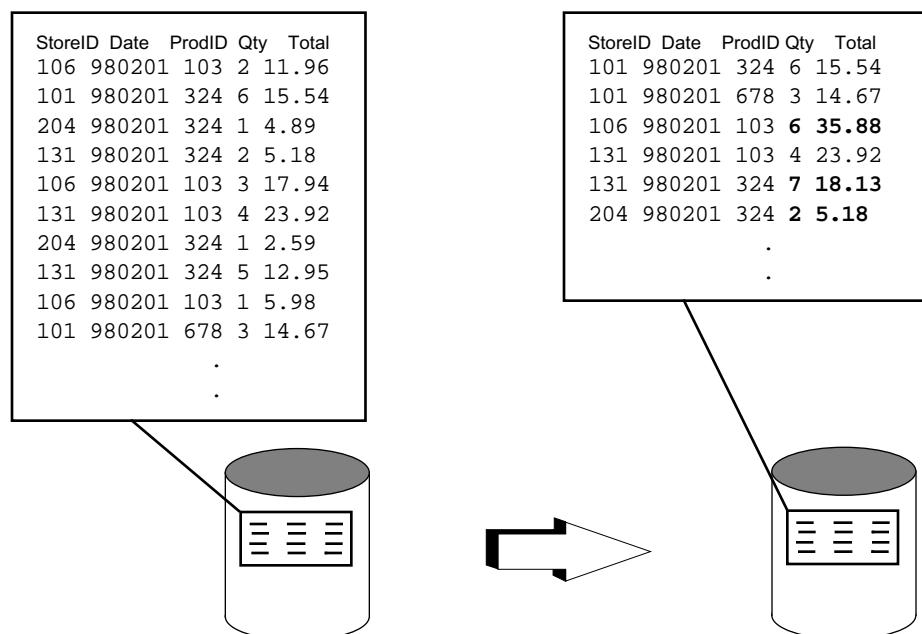 StoreID Date ProdID Qty Total
106 980201 103 2 11.96
101 980201 324 6 15.54
204 980201 324 1 4.89
131 980201 324 2 5.18
106 980201 103 3 17.94
131 980201 103 4 23.92
204 980201 324 1 2.59
131 980201 324 5 12.95
106 980201 103 1 5.98
101 980201 678 3 14.67
.
.
StoreID Date ProdID Qty Total
101 980201 324 6 15.54
101 980201 678 3 14.67
106 980201 103 6 35.88
131 980201 103 4 23.92
131 980201 324 7 18.13
204 980201 324 2 5.18
.
.